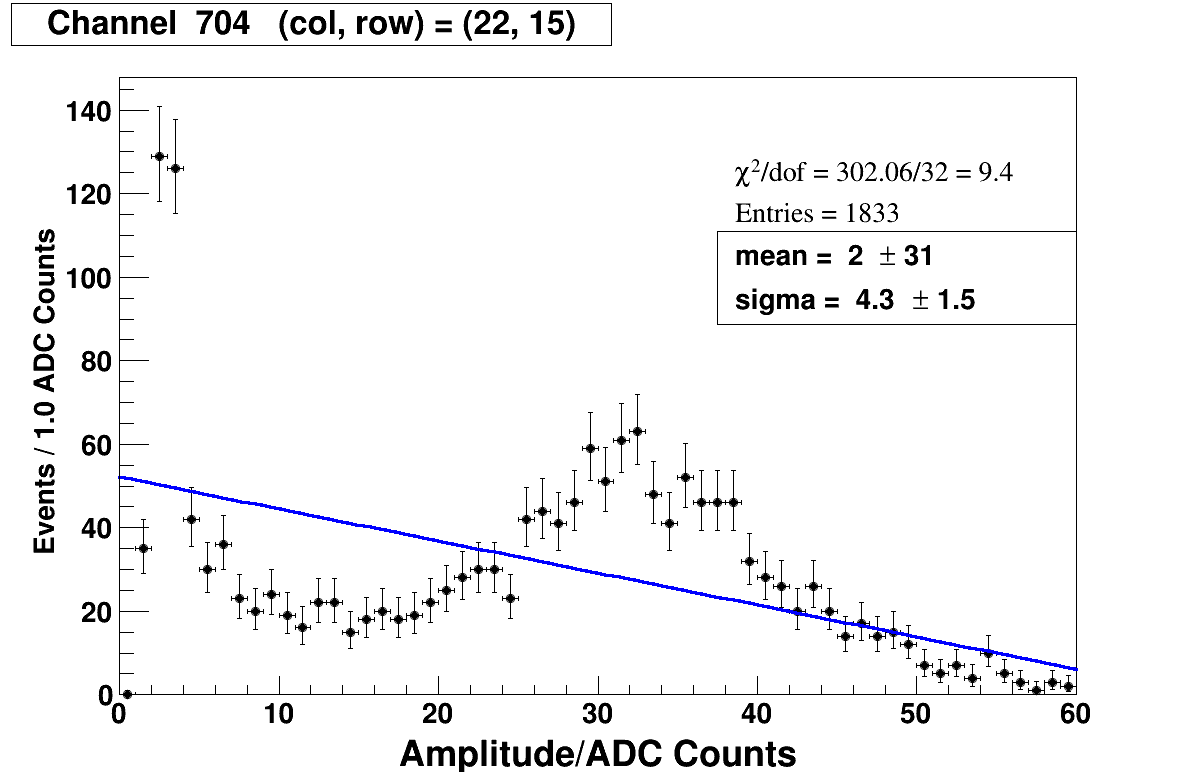 Channel 704 (col, row) = (22, 15)
χ²/dof = 302.06/32 = 9.4
Entries = 1833
mean = 2 ± 31
sigma = 4.3 ± 1.5
Events / 1.0 ADC Counts
140
120
100
80
60
40
20
0
0 10 20 30 40 50 60
Amplitude/ADC Counts